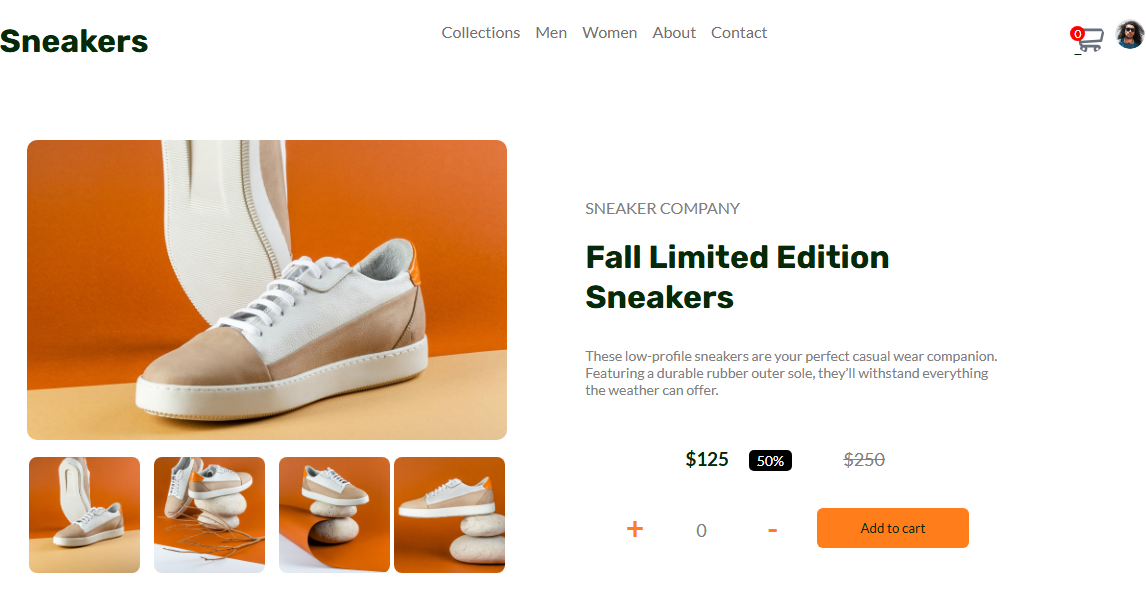 Sneakers
Collections Men Women About Contact
0
SNEAKER COMPANY
Fall Limited Edition
Sneakers
These low-profile sneakers are your perfect casual wear companion.
Featuring a durable rubber outer sole, they'll withstand everything
the weather can offer.
$125 50% $250
+ 0 - Add to cart